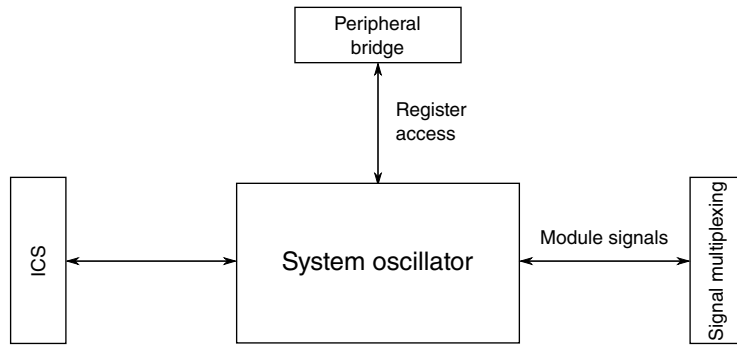 Peripheral
bridge
Register
access
ICS
System oscillator
Module signals
Signal multiplexing